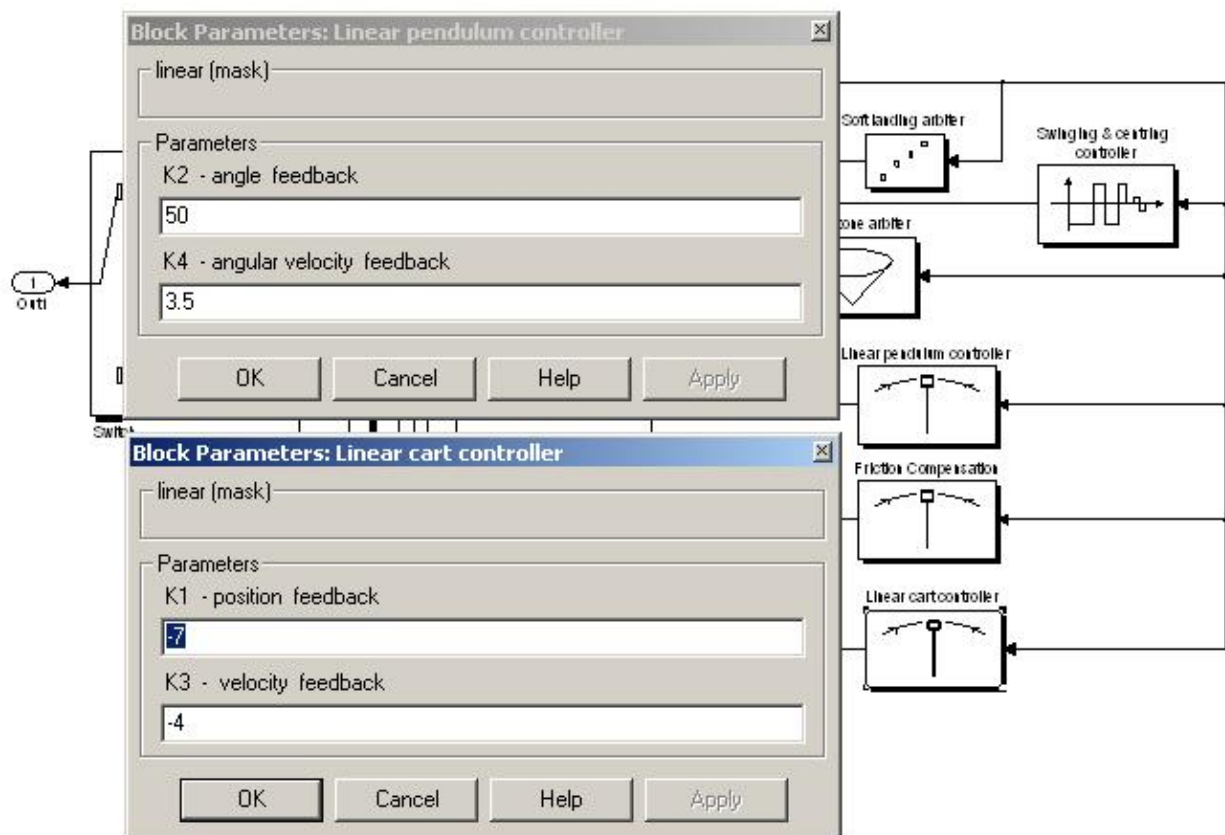 Block Parameters: Linear pendulum controller
linear (mask)
Parameters
K2 - angle feedback
50
K4 - angular velocity feedback
3.5
OK
Cancel
Help
Apply
Soft landing arbiter
Swinging & centring
controller
zone arbiter
1
Out1
Linear pendulum controller
Switch
Block Parameters: Linear cart controller
linear (mask)
Parameters
K1 - position feedback
-7
K3 - velocity feedback
-4
OK
Cancel
Help
Apply
Friction Compensation
Linear cart controller